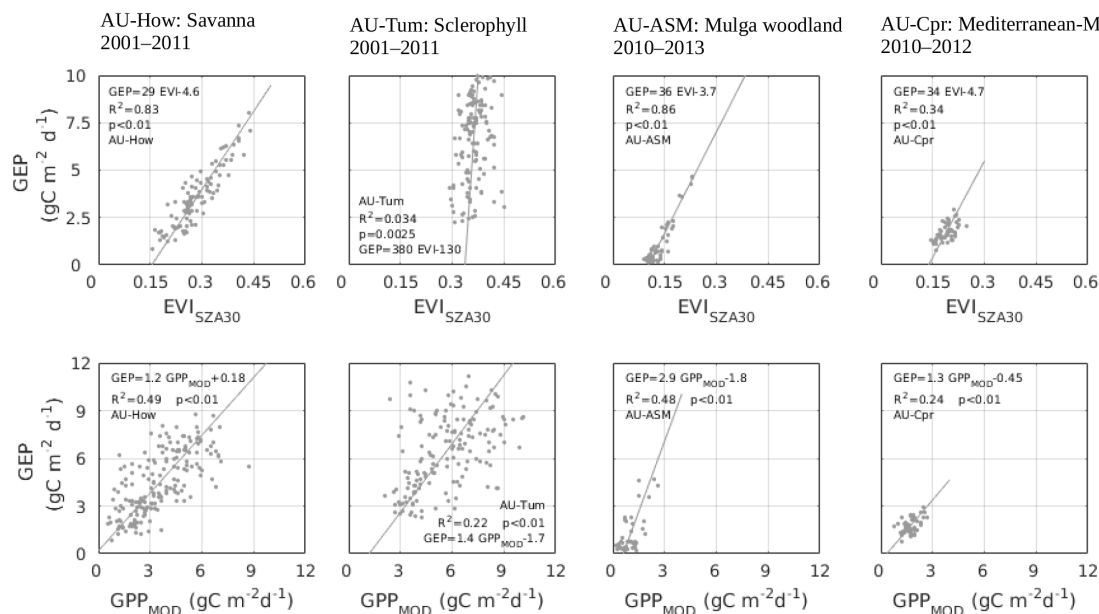 AU-How: Savanna
2001–2011
AU-Tum: Sclerophyll
2001–2011
AU-ASM: Mulga woodland
2010–2013
AU-Cpr: Mediterranean-M
2010–2012
GEP
(gC m⁻² d⁻¹)
10
7.5
5
2.5
0
GEP=29 EVI-4.6
R²=0.83
p<0.01
AU-How
0 0.15 0.3 0.45 0.6
EVI_SZA30
AU-Tum
R²=0.034
p=0.0025
GEP=380 EVI-130
0 0.15 0.3 0.45 0.6
EVI_SZA30
GEP=36 EVI-3.7
R²=0.86
p<0.01
AU-ASM
0 0.15 0.3 0.45 0.6
EVI_SZA30
GEP=34 EVI-4.7
R²=0.34
p<0.01
AU-Cpr
0 0.15 0.3 0.45 0.6
EVI_SZA30
GEP
(gC m⁻² d⁻¹)
12
9
6
3
0
GEP=1.2 GPP_MOD+0.18
R²=0.49 p<0.01
AU-How
0 3 6 9 12
GPP_MOD (gC m⁻²d⁻¹)
AU-Tum
R²=0.22 p<0.01
GEP=1.4 GPP_MOD-1.7
0 3 6 9 12
GPP_MOD (gC m⁻²d⁻¹)
GEP=2.9 GPP_MOD-1.8
R²=0.48 p<0.01
AU-ASM
0 3 6 9 12
GPP_MOD (gC m⁻²d⁻¹)
GEP=1.3 GPP_MOD-0.45
R²=0.24 p<0.01
AU-Cpr
0 3 6 9 12
GPP_MOD (gC m⁻²d⁻¹)